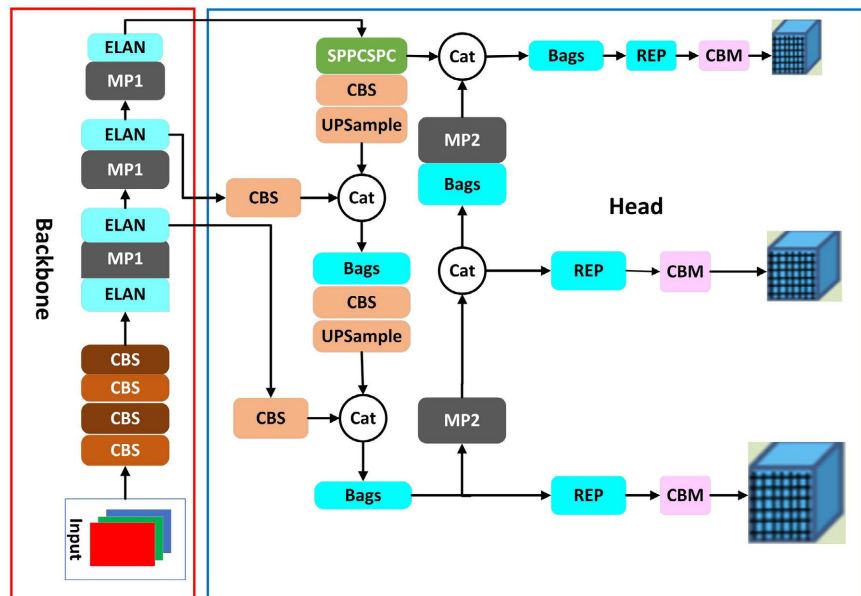 Backbone
ELAN
MP1
ELAN
MP1
ELAN
MP1
ELAN
CBS
CBS
CBS
CBS
Input
Head
SPPCSPC
CBS
UPSample
CBS
Cat
Bags
CBS
UPSample
CBS
Cat
Bags
Cat
MP2
Bags
Cat
MP2
Bags
REP
CBM
REP
CBM
REP
CBM